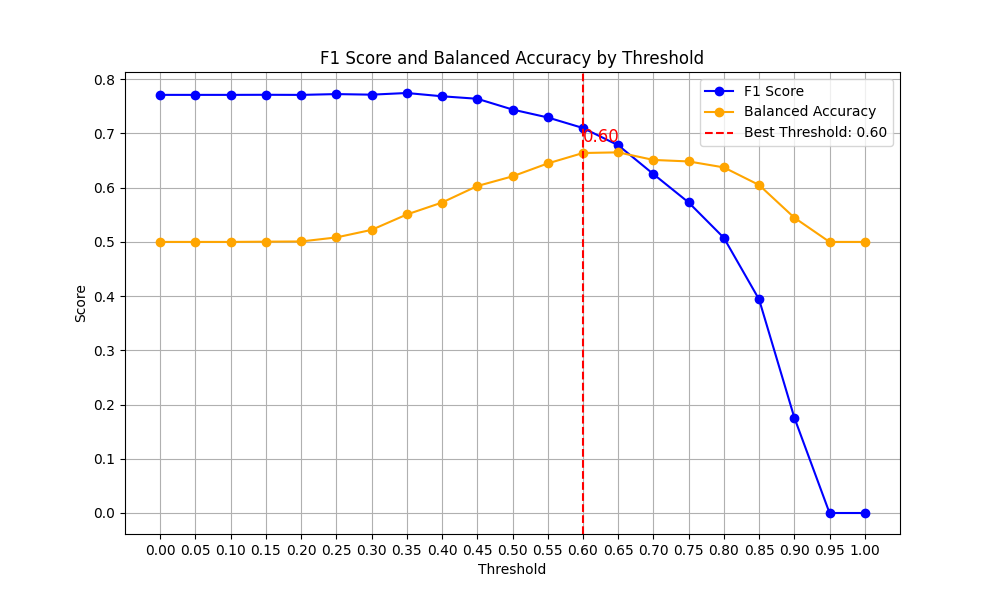 F1 Score and Balanced Accuracy by Threshold
F1 Score
Balanced Accuracy
Best Threshold: 0.60
0.60
Score
0.8
0.7
0.6
0.5
0.4
0.3
0.2
0.1
0.0
0.00 0.05 0.10 0.15 0.20 0.25 0.30 0.35 0.40 0.45 0.50 0.55 0.60 0.65 0.70 0.75 0.80 0.85 0.90 0.95 1.00
Threshold